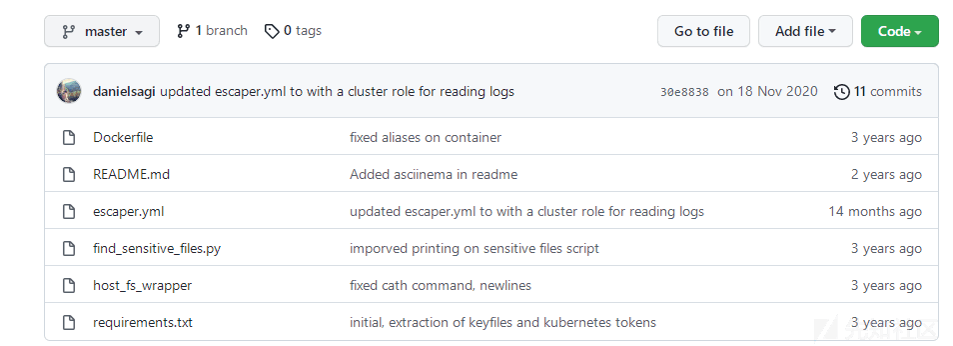 master 1 branch 0 tags Go to file Add file Code
danielsagi updated escaper.yml to with a cluster role for reading logs 30e8838 on 18 Nov 2020 11 commits
Dockerfile fixed aliases on container 3 years ago
README.md Added asciinema in readme 2 years ago
escaper.yml updated escaper.yml to with a cluster role for reading logs 14 months ago
find_sensitive_files.py imporved printing on sensitive files script 3 years ago
host_fs_wrapper fixed cath command, newlines 3 years ago
requirements.txt initial, extraction of keyfiles and kubernetes tokens 3 years ago